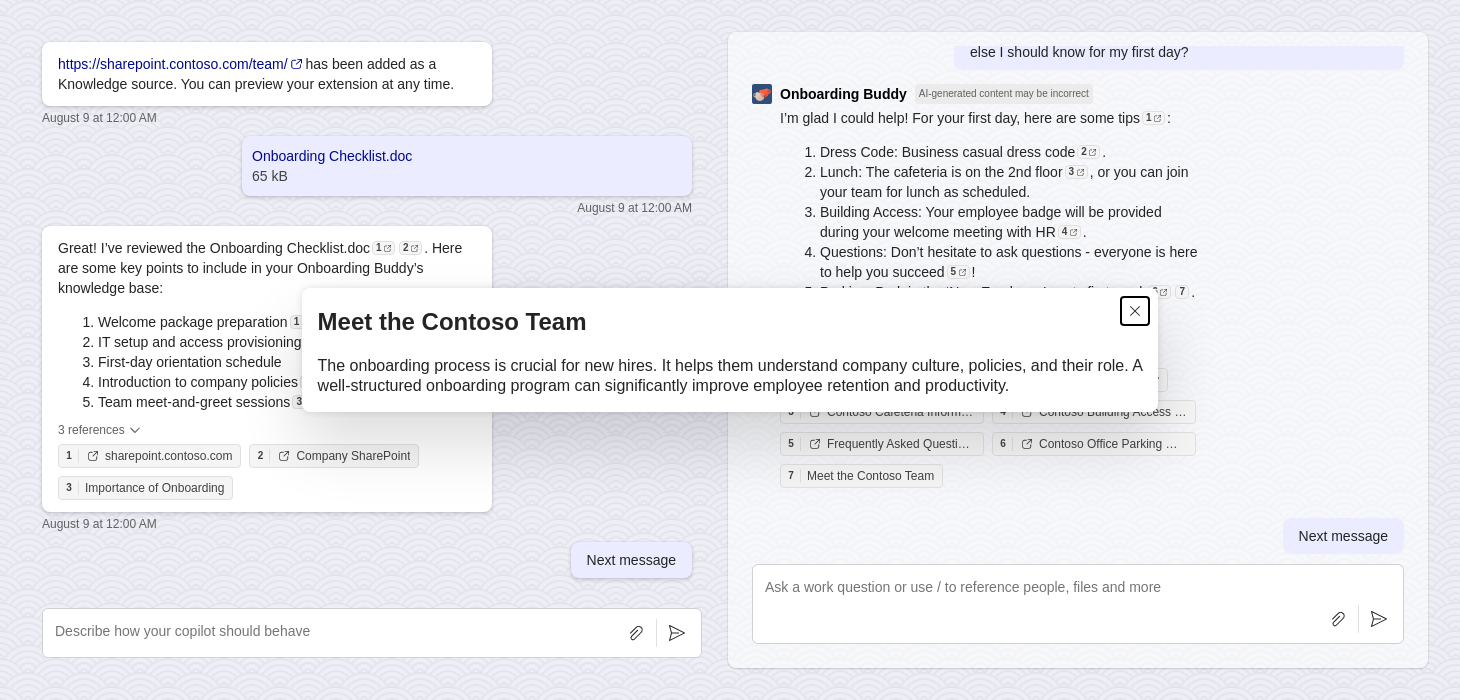 https://sharepoint.contoso.com/team/ has been added as a
Knowledge source. You can preview your extension at any time.
August 9 at 12:00 AM
Onboarding Checklist.doc
65 kB
August 9 at 12:00 AM
Great! I’ve reviewed the Onboarding Checklist.doc 1 2 . Here
are some key points to include in your Onboarding Buddy’s
knowledge base:
1. Welcome package preparation 1
2. IT setup and access provisioning
3. First-day orientation schedule
4. Introduction to company policies
5. Team meet-and-greet sessions 3
3 references
1 sharepoint.contoso.com
2 Company SharePoint
3 Importance of Onboarding
August 9 at 12:00 AM
Next message
Describe how your copilot should behave
Meet the Contoso Team
The onboarding process is crucial for new hires. It helps them understand company culture, policies, and their role. A
well-structured onboarding program can significantly improve employee retention and productivity.
else I should know for my first day?
Onboarding Buddy AI-generated content may be incorrect
I’m glad I could help! For your first day, here are some tips 1 :
1. Dress Code: Business casual dress code 2 .
2. Lunch: The cafeteria is on the 2nd floor 3 , or you can join
your team for lunch as scheduled.
3. Building Access: Your employee badge will be provided
during your welcome meeting with HR 4 .
4. Questions: Don’t hesitate to ask questions - everyone is here
to help you succeed 5 !
7 .
3 Contoso Cafeteria Inform…
4 Contoso Building Access …
5 Frequently Asked Questi…
6 Contoso Office Parking …
7 Meet the Contoso Team
Next message
Ask a work question or use / to reference people, files and more